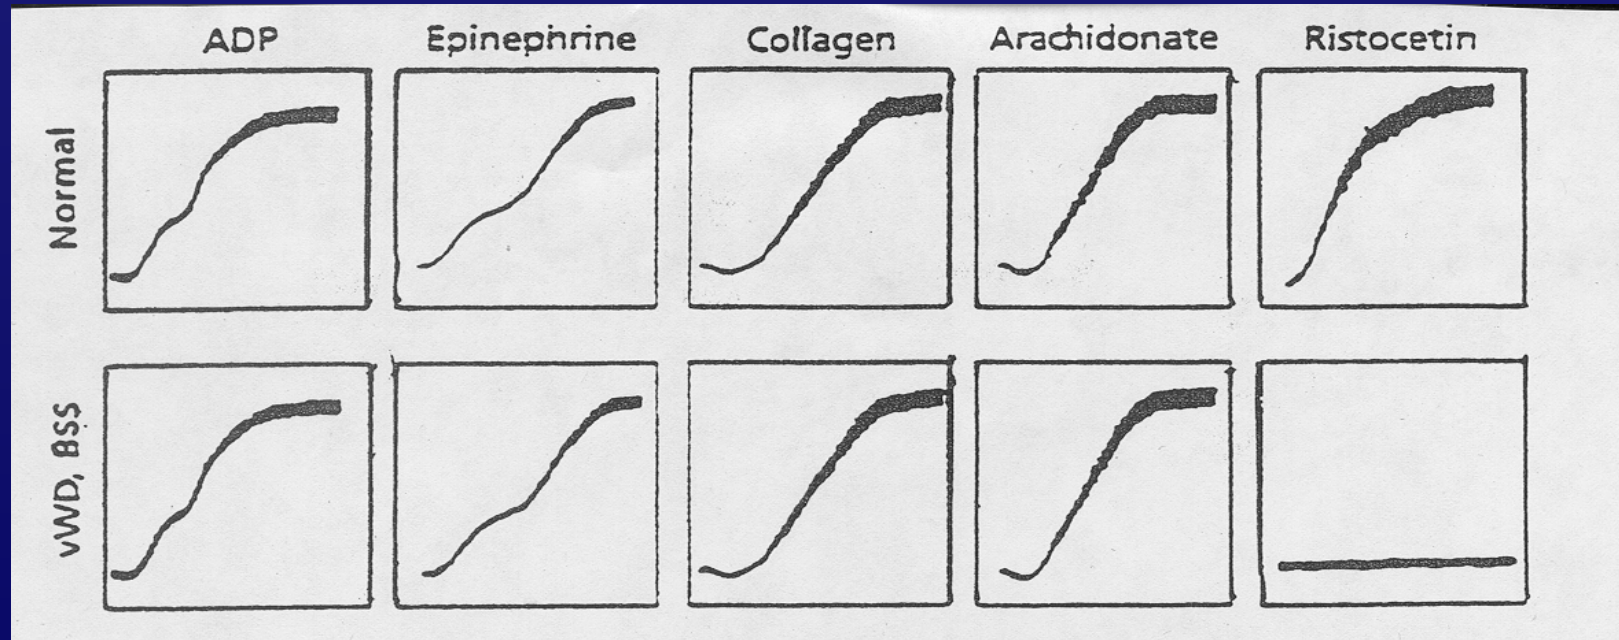 ADP Epinephrine Collagen Arachidonate Ristocetin
Normal
vWD, BSS